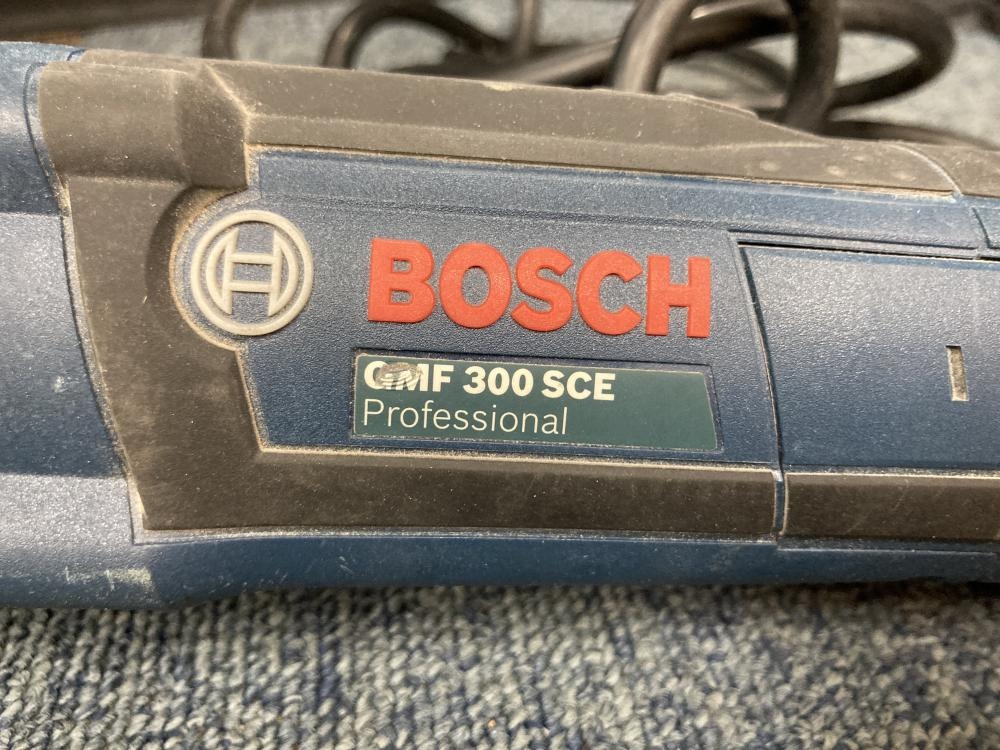 BOSCH
GMF 300 SCE
Professional